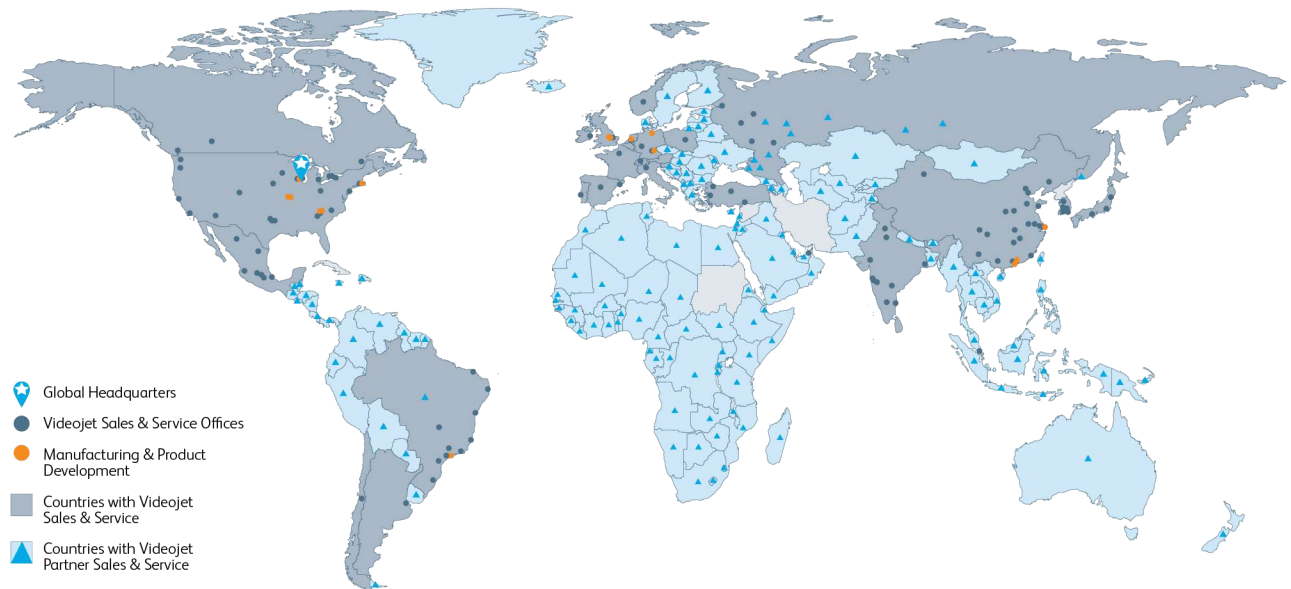 Global Headquarters
Videojet Sales & Service Offices
Manufacturing & Product
Development
Countries with Videojet
Sales & Service
Countries with Videojet
Partner Sales & Service